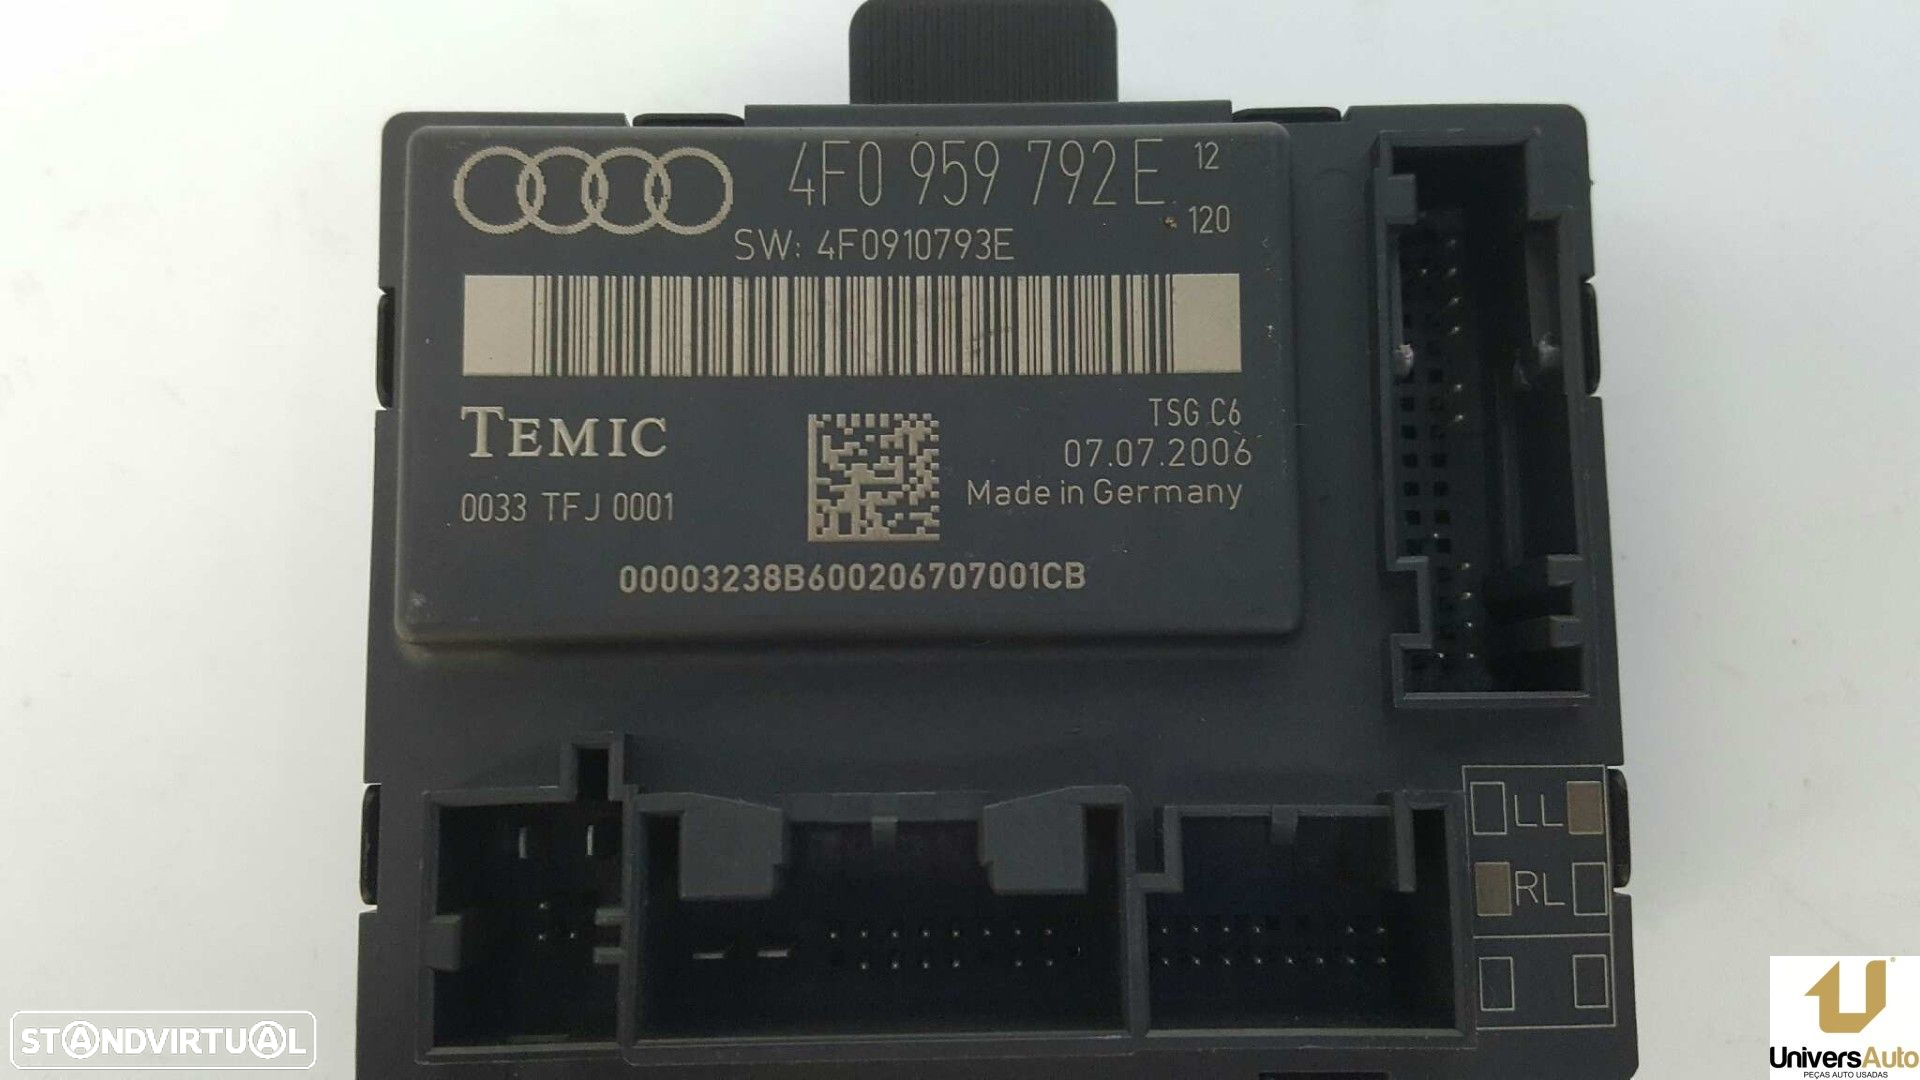 4F0 959 792E 12
120
SW: 4F0910793E
TEMIC
TSG C6
07.07.2006
0033 TFJ 0001
Made in Germany
00003238B600206707001CB
LL
RL
STANDVIRTUAL
UniversAuto
PEÇAS AUTO USADAS